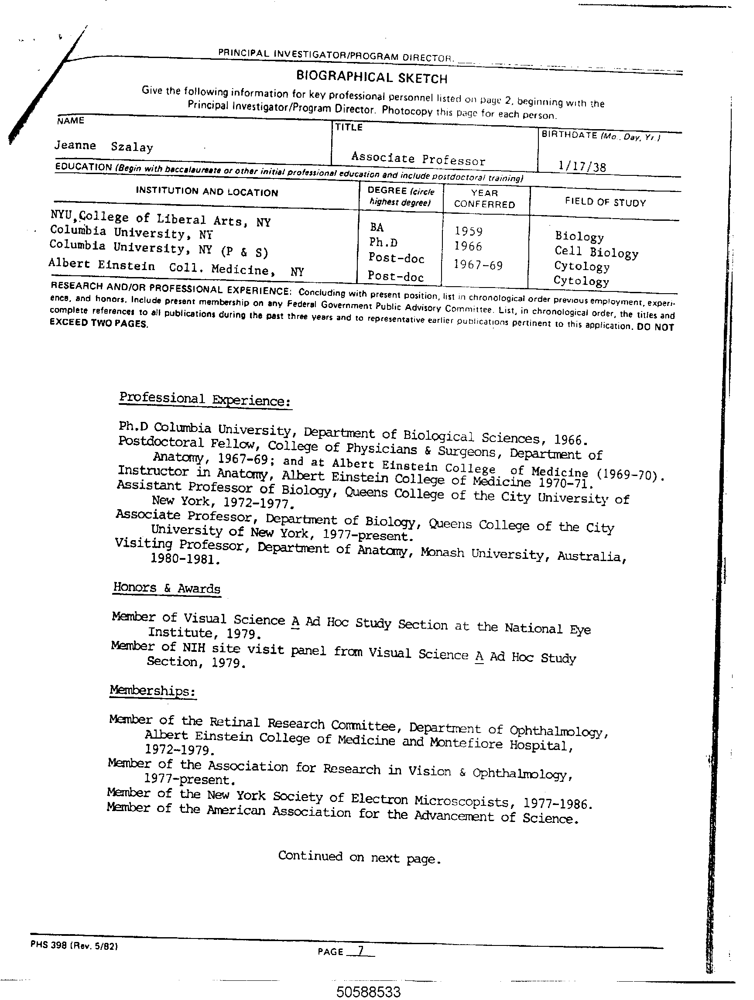 PRINCIPAL INVESTIGATOR/PROGRAM DIRECTOR:
BIOGRAPHICAL SKETCH
Give the following information for key professional personnel listed on page 2, beginning with the
Principal Investigator/Program Director. Photocopy this page for each person.
NAME TITLE BIRTHDATE (Mo., Day, Yr.)
Jeanne Szalay Associate Professor 1/17/38
EDUCATION (Begin with baccalaureate or other initial professional education and include postdoctoral training)
INSTITUTION AND LOCATION DEGREE (circle highest degree) YEAR CONFERRED FIELD OF STUDY
NYU, College of Liberal Arts, NY BA 1959 Biology
Columbia University, NY Ph.D 1966 Cell Biology
Columbia University, NY (P & S) Post-doc 1967-69 Cytology
Albert Einstein Coll. Medicine, NY Post-doc Cytology
RESEARCH AND/OR PROFESSIONAL EXPERIENCE: Concluding with present position, list in chronological order previous employment, experi-
ence, and honors. Include present membership on any Federal Government Public Advisory Committee. List, in chronological order, the titles and
complete references to all publications during the past three years and to representative earlier publications pertinent to this application. DO NOT
EXCEED TWO PAGES.
Professional Experience:
Ph.D Columbia University, Department of Biological Sciences, 1966.
Postdoctoral Fellow, College of Physicians & Surgeons, Department of
Anatomy, 1967-69; and at Albert Einstein College of Medicine (1969-70).
Instructor in Anatomy, Albert Einstein College of Medicine 1970-71.
Assistant Professor of Biology, Queens College of the City University of
New York, 1972-1977.
Associate Professor, Department of Biology, Queens College of the City
University of New York, 1977-present.
Visiting Professor, Department of Anatomy, Monash University, Australia,
1980-1981.
Honors & Awards
Member of Visual Science A Ad Hoc Study Section at the National Eye
Institute, 1979.
Member of NIH site visit panel from Visual Science A Ad Hoc Study
Section, 1979.
Memberships:
Member of the Retinal Research Committee, Department of Ophthalmology,
Albert Einstein College of Medicine and Montefiore Hospital,
1972-1979.
Member of the Association for Research in Vision & Ophthalmology,
1977-present.
Member of the New York Society of Electron Microscopists, 1977-1986.
Member of the American Association for the Advancement of Science.
Continued on next page.
PHS 398 (Rev. 5/82) PAGE 7
50588533